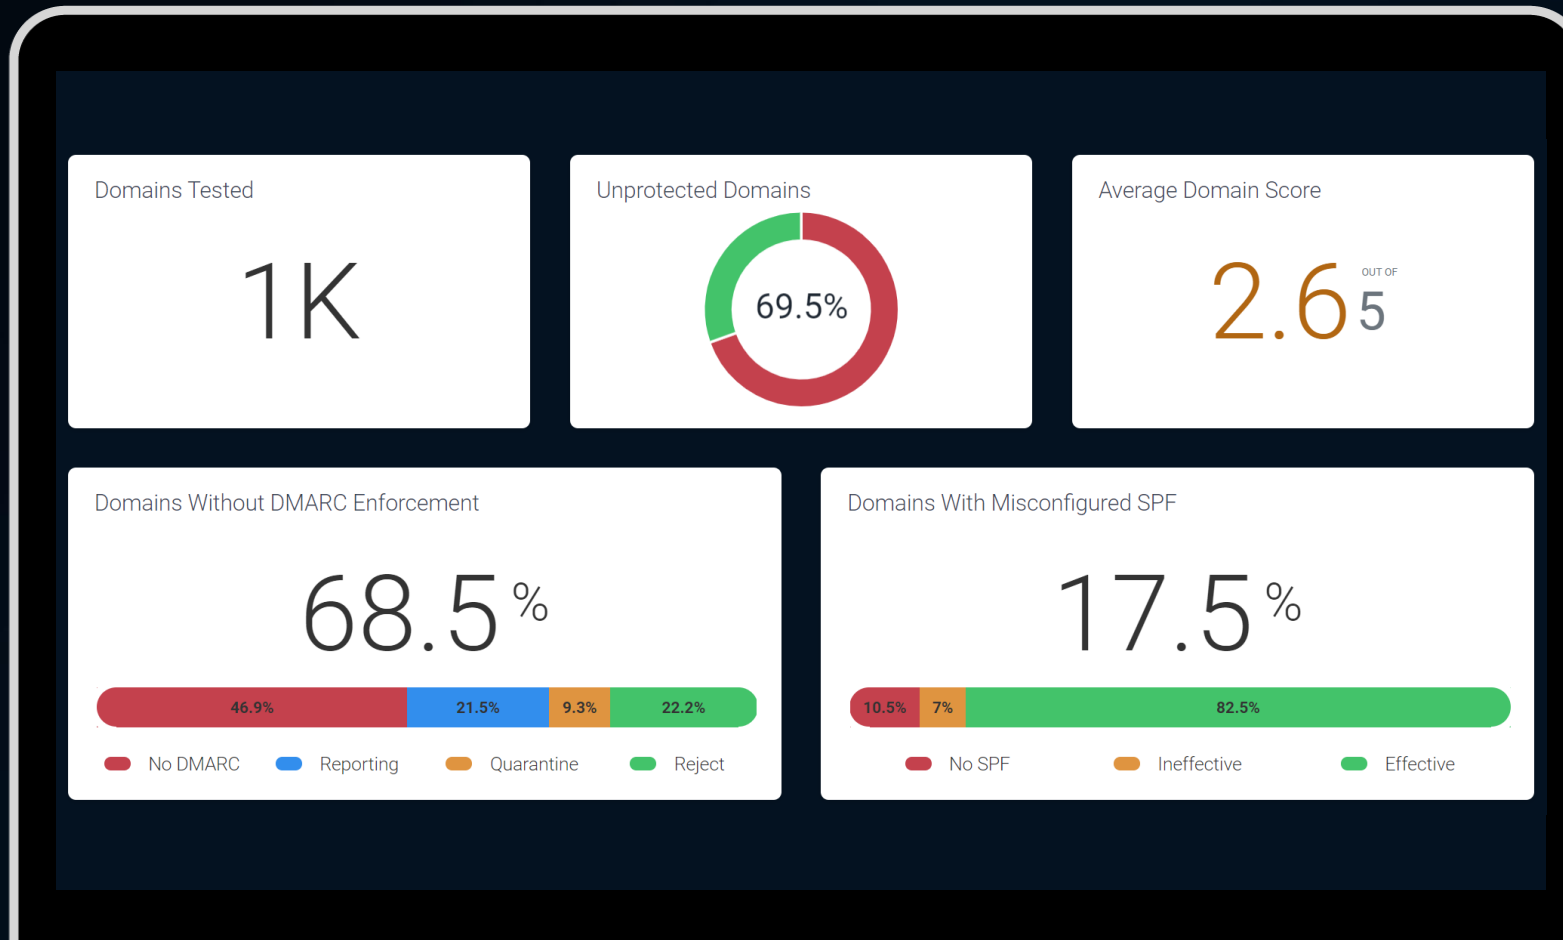 Domains Tested
1K
Unprotected Domains
69.5%
Average Domain Score
2.6
OUT OF
5
Domains Without DMARC Enforcement
68.5%
46.9% 21.5% 9.3% 22.2%
No DMARC Reporting Quarantine Reject
Domains With Misconfigured SPF
17.5%
10.5% 7% 82.5%
No SPF Ineffective Effective